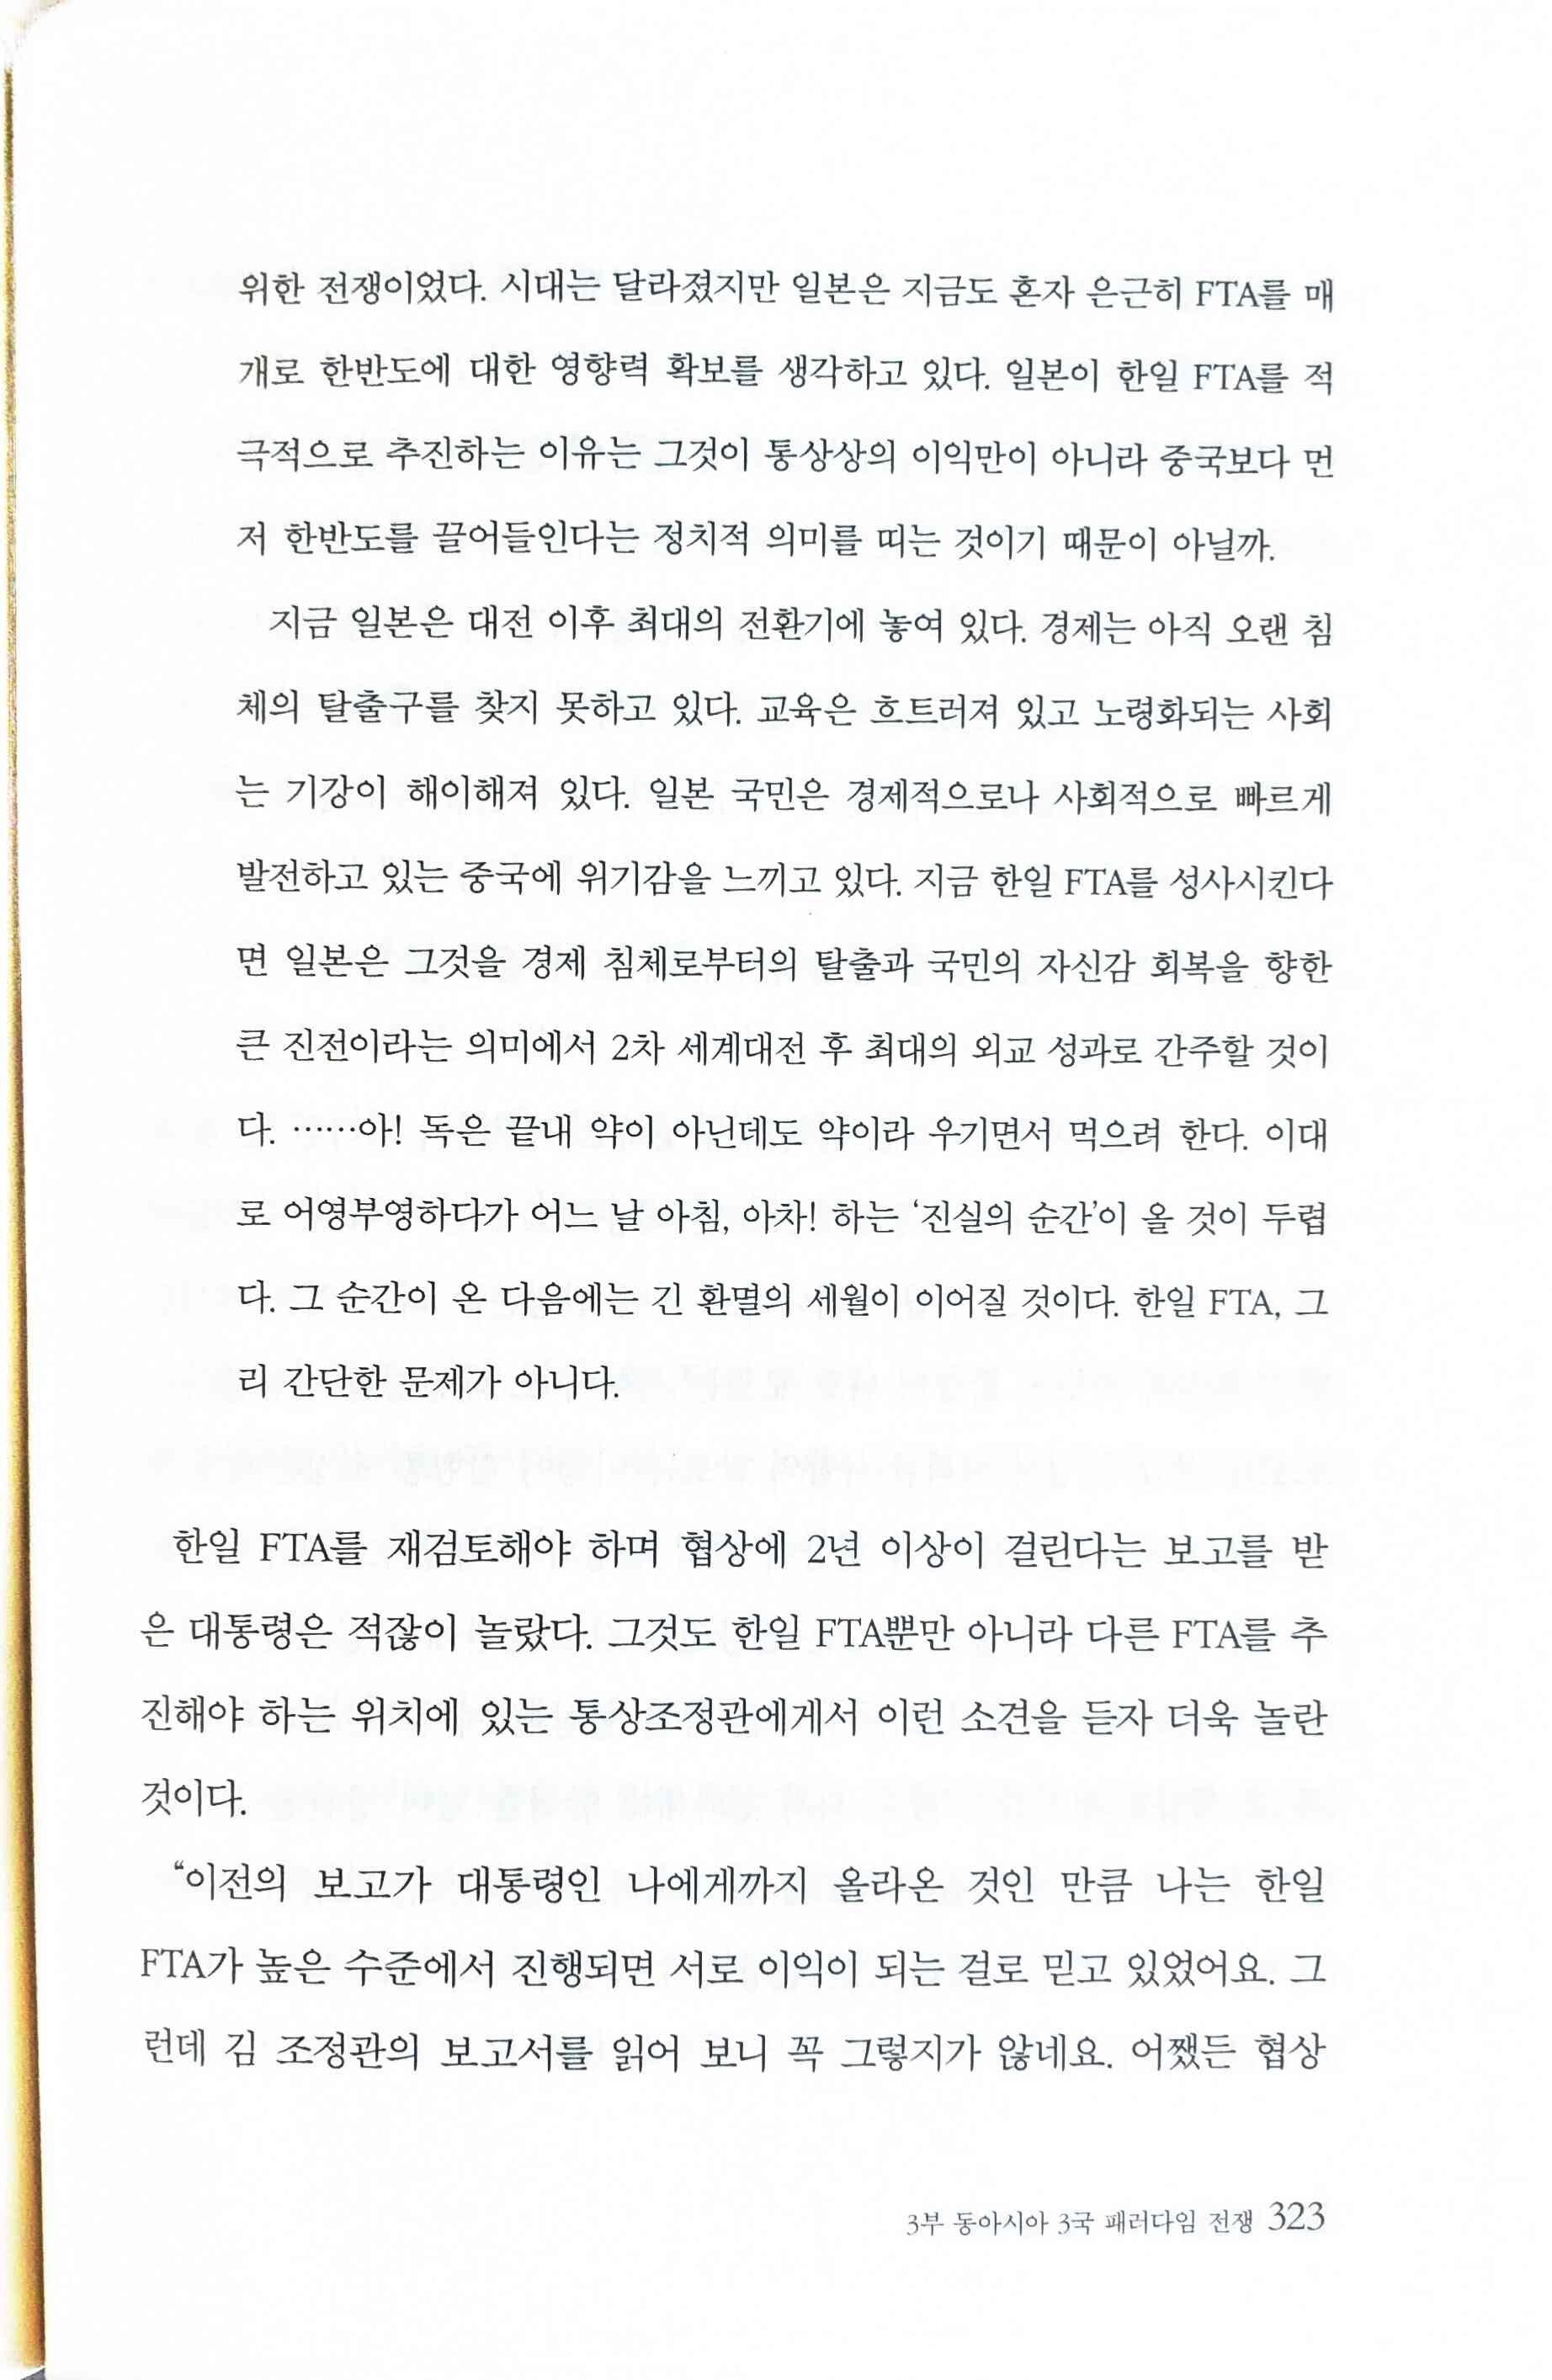 위한 전쟁이었다. 시대는 달라졌지만 일본은 지금도 혼자 은근히 FTA를 매
개로 한반도에 대한 영향력 확보를 생각하고 있다. 일본이 한일 FTA를 적
극적으로 추진하는 이유는 그것이 통상상의 이익만이 아니라 중국보다 먼
저 한반도를 끌어들인다는 정치적 의미를 띠는 것이기 때문이 아닐까.
지금 일본은 대전 이후 최대의 전환기에 놓여 있다. 경제는 아직 오랜 침
체의 탈출구를 찾지 못하고 있다. 교육은 흐트러져 있고 노령화되는 사회
는 기강이 해이해져 있다. 일본 국민은 경제적으로나 사회적으로 빠르게
발전하고 있는 중국에 위기감을 느끼고 있다. 지금 한일 FTA를 성사시킨다
면 일본은 그것을 경제 침체로부터의 탈출과 국민의 자신감 회복을 향한
큰 진전이라는 의미에서 2차 세계대전 후 최대의 외교 성과로 간주할 것이
다. ……아! 독은 끝내 약이 아닌데도 약이라 우기면서 먹으려 한다. 이대
로 어영부영하다가 어느 날 아침, 아차! 하는 ‘진실의 순간’이 올 것이 두렵
다. 그 순간이 온 다음에는 긴 환멸의 세월이 이어질 것이다. 한일 FTA, 그
리 간단한 문제가 아니다.
한일 FTA를 재검토해야 하며 협상에 2년 이상이 걸린다는 보고를 받
은 대통령은 적잖이 놀랐다. 그것도 한일 FTA뿐만 아니라 다른 FTA를 추
진해야 하는 위치에 있는 통상조정관에게서 이런 소견을 듣자 더욱 놀란
것이다.
“이전의 보고가 대통령인 나에게까지 올라온 것인 만큼 나는 한일
FTA가 높은 수준에서 진행되면 서로 이익이 되는 걸로 믿고 있었어요. 그
런데 김 조정관의 보고서를 읽어 보니 꼭 그렇지가 않네요. 어쨌든 협상
3부 동아시아 3국 패러다임 전쟁 323